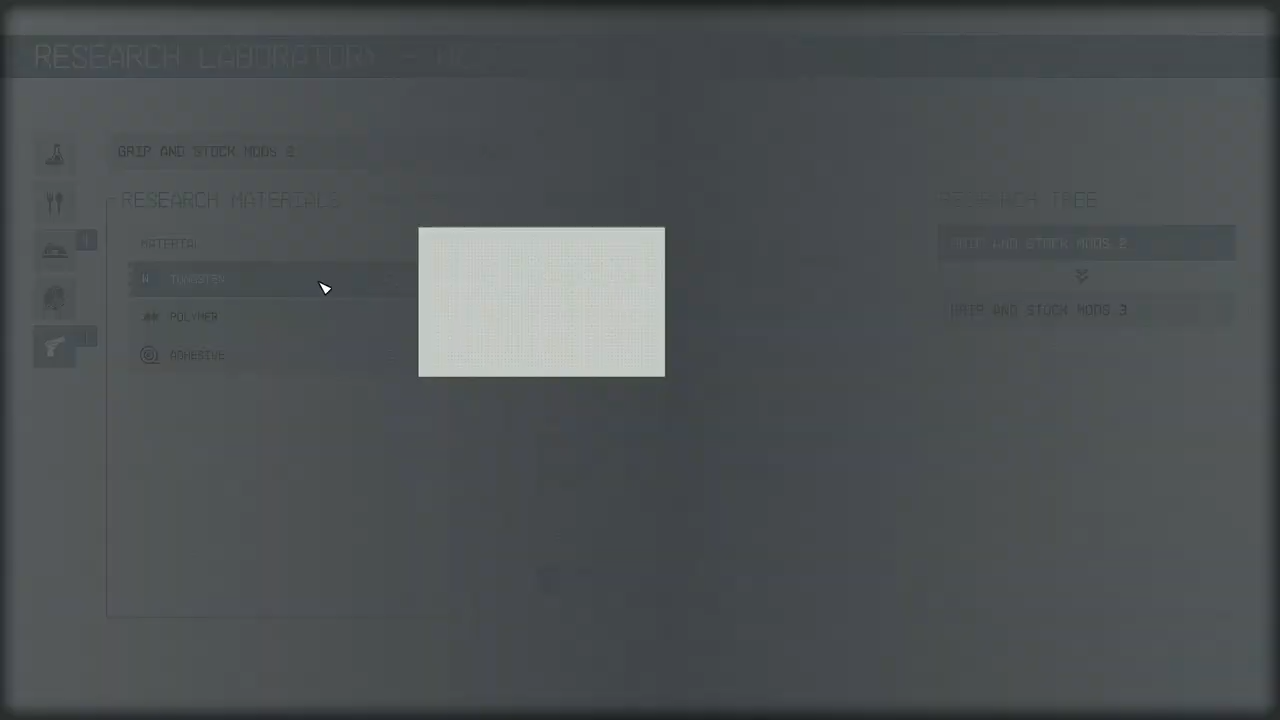 RESEARCH LABORATORY
GRIP AND STOCK MODS 2
RESEARCH MATERIALS
MATERIAL
W TUNGSTEN
POLYMER
ADHESIVE
RESEARCH TREE
GRIP AND STOCK MODS 2
GRIP AND STOCK MODS 3